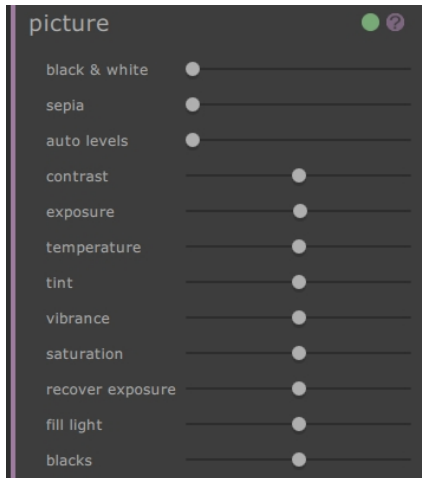 picture
black & white
sepia
auto levels
contrast
exposure
temperature
tint
vibrance
saturation
recover exposure
fill light
blacks